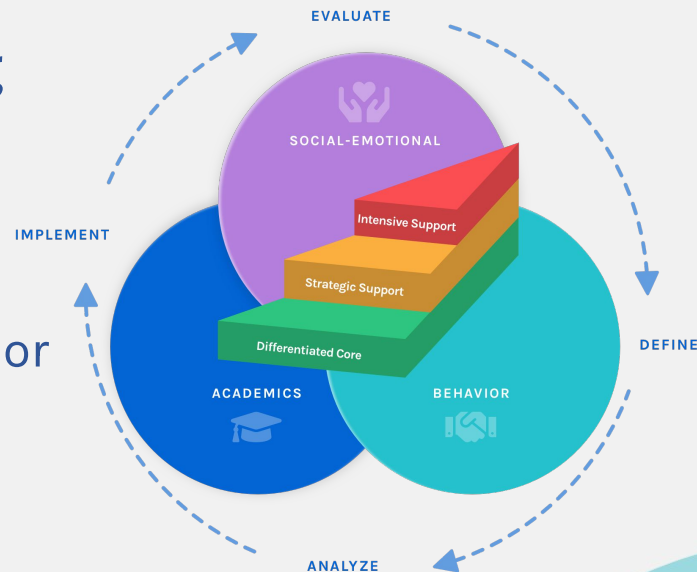 EVALUATE
SOCIAL-EMOTIONAL
Intensive Support
IMPLEMENT
Strategic Support
or
DEFINE
Differentiated Core
ACADEMICS
BEHAVIOR
ANALYZE